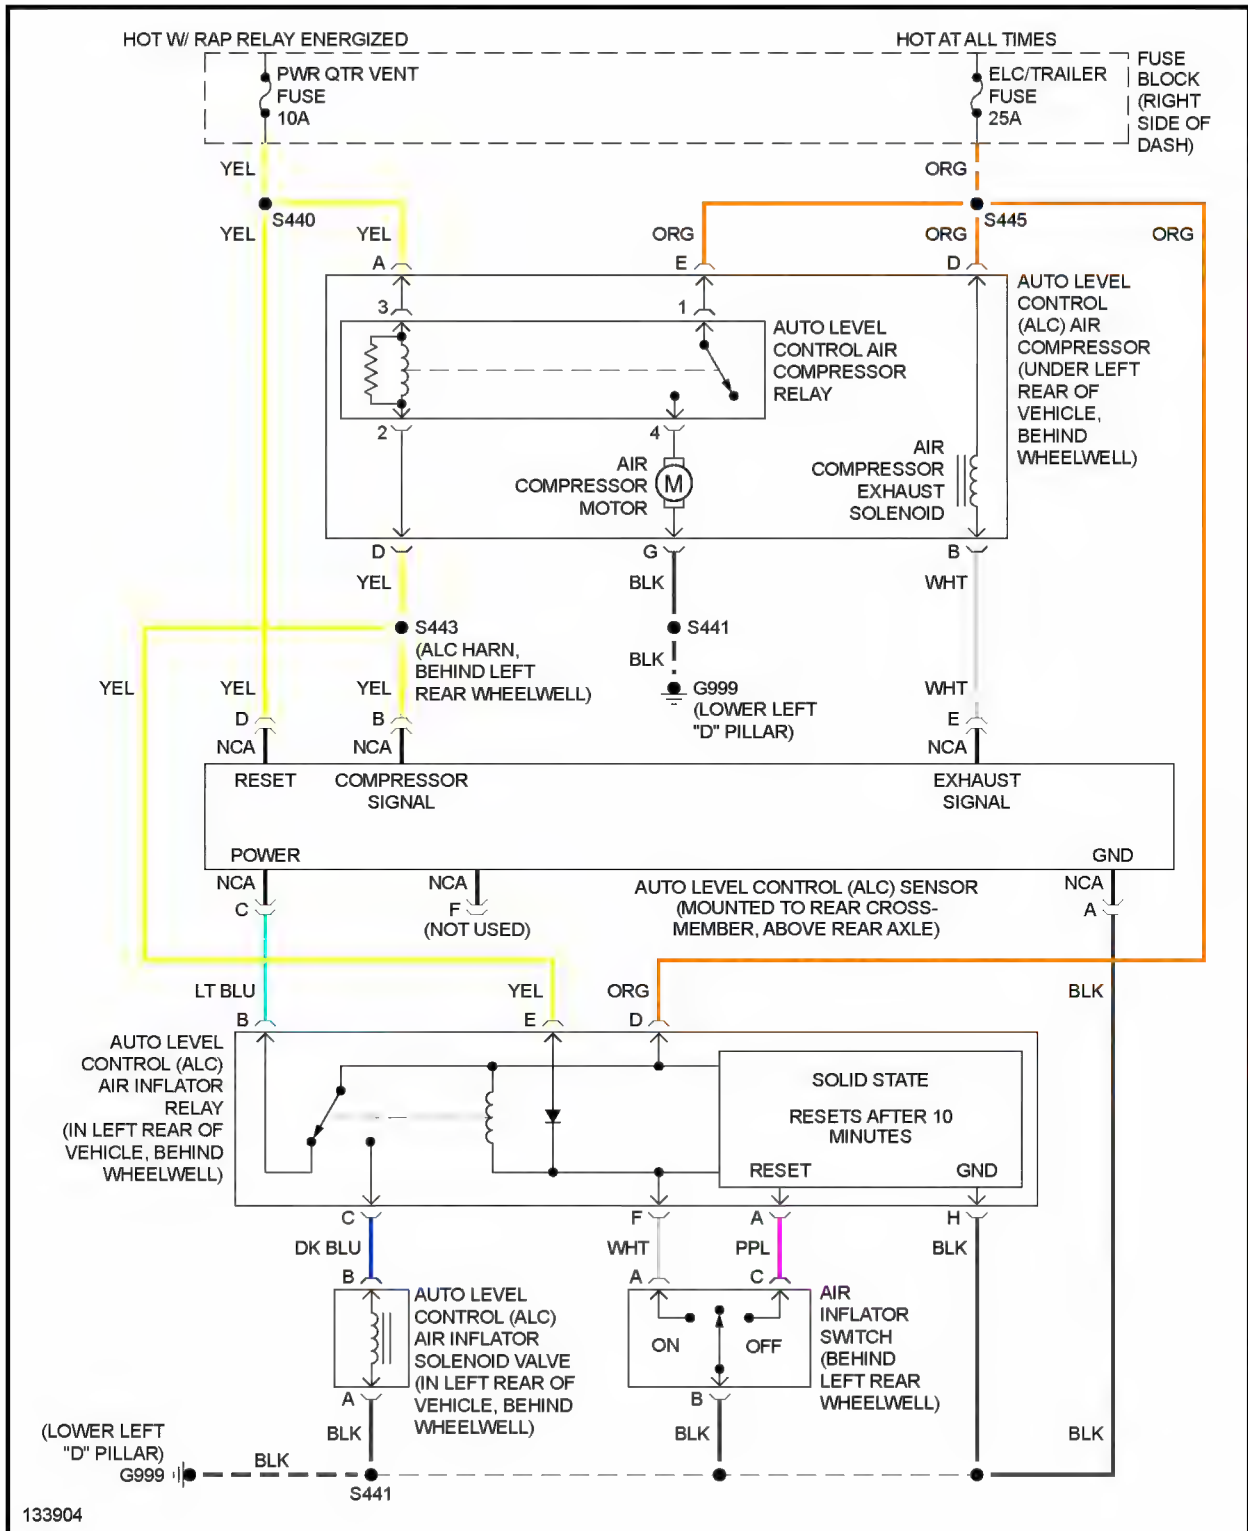 HOT W/ RAP RELAY ENERGIZED
HOT AT ALL TIMES
PWR QTR VENT
FUSE
10A
ELC/TRAILER
FUSE
25A
FUSE
BLOCK
(RIGHT
SIDE OF
DASH)
YEL
ORG
S440
S445
YEL
YEL
ORG
ORG
ORG
A
E
D
3
1
AUTO LEVEL
CONTROL AIR
COMPRESSOR
RELAY
AUTO LEVEL
CONTROL
(ALC) AIR
COMPRESSOR
(UNDER LEFT
REAR OF
VEHICLE,
BEHIND
WHEELWELL)
2
4
AIR
COMPRESSOR
MOTOR
M
AIR
COMPRESSOR
EXHAUST
SOLENOID
D
G
B
YEL
BLK
WHT
S443
(ALC HARN,
BEHIND LEFT
REAR WHEELWELL)
S441
BLK
G999
(LOWER LEFT
"D" PILLAR)
YEL
YEL
YEL
WHT
D
B
E
NCA
NCA
NCA
RESET
COMPRESSOR
SIGNAL
EXHAUST
SIGNAL
POWER
GND
NCA
NCA
NCA
C
F
A
(NOT USED)
AUTO LEVEL CONTROL (ALC) SENSOR
(MOUNTED TO REAR CROSS-
MEMBER, ABOVE REAR AXLE)
LT BLU
YEL
ORG
BLK
B
E
D
AUTO LEVEL
CONTROL (ALC)
AIR INFLATOR
RELAY
(IN LEFT REAR OF
VEHICLE, BEHIND
WHEELWELL)
SOLID STATE
RESETS AFTER 10
MINUTES
RESET
GND
C
F
A
H
DK BLU
WHT
PPL
BLK
B
A
C
AUTO LEVEL
CONTROL (ALC)
AIR INFLATOR
SOLENOID VALVE
(IN LEFT REAR OF
VEHICLE, BEHIND
WHEELWELL)
ON
OFF
AIR
INFLATOR
SWITCH
(BEHIND
LEFT REAR
WHEELWELL)
A
B
BLK
BLK
BLK
(LOWER LEFT
"D" PILLAR)
G999
BLK
S441
133904